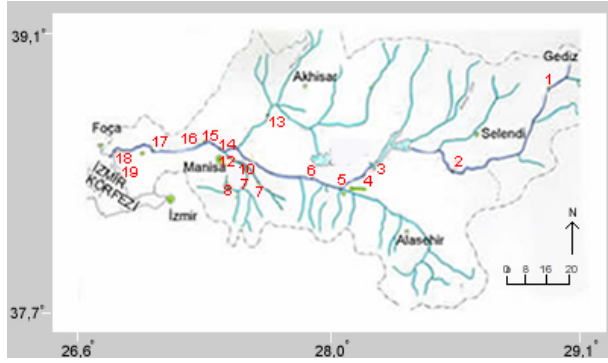 39,1°
Gediz
1
Akhisar
13
Foça
17
16
15
14
Selendi
2
Manisa
12
10
6
5
4
3
18
19
8
7
7
İZMİR
KÖRFEZİ
İzmir
Alaşehir
N
0 8 16 20
37,7°
26,6°
28,0°
29,1°